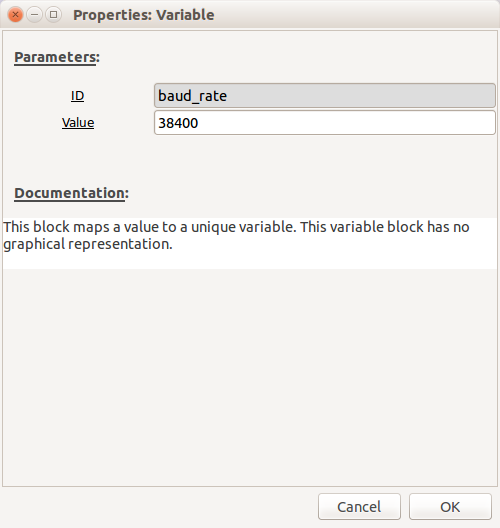 Properties: Variable
Parameters:
ID
baud_rate
Value
38400
Documentation:
This block maps a value to a unique variable. This variable block has no
graphical representation.
Cancel
OK